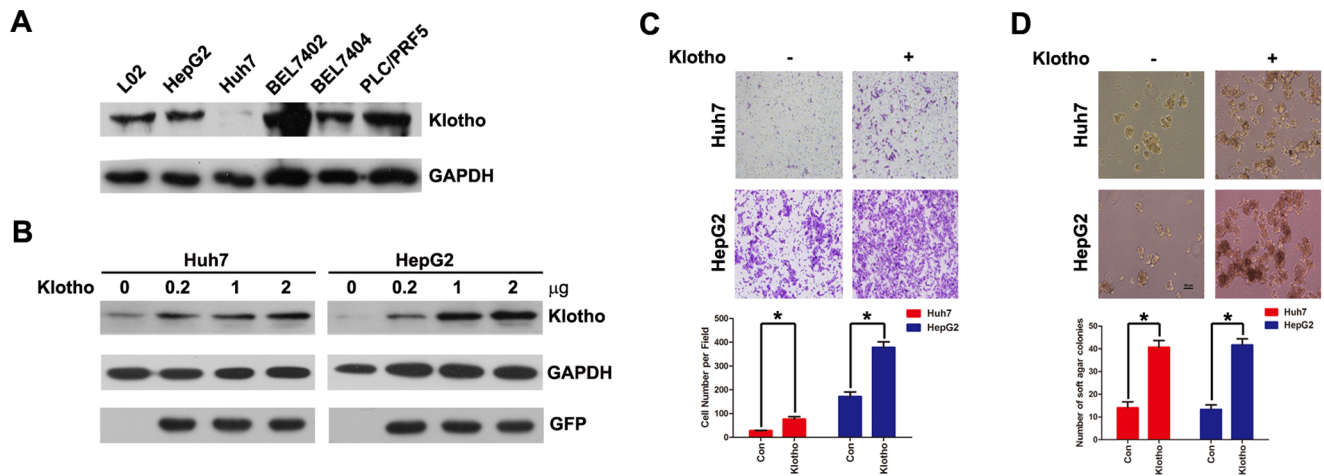 A
L02 HepG2 Huh7 BEL7402 BEL7404 PLC/PRF5
Klotho
GAPDH
B
Huh7 HepG2
Klotho 0 0.2 1 2 0 0.2 1 2 μg
Klotho
GAPDH
GFP
C
Klotho - +
Huh7
HepG2
Huh7
HepG2
Cell Number per Field
500
400
300
200
100
0
* *
Con Klotho Con Klotho
D
Klotho - +
Huh7
HepG2
Huh7
HepG2
Number of soft agar colonies
50
40
30
20
10
0
* *
Con Klotho Con Klotho